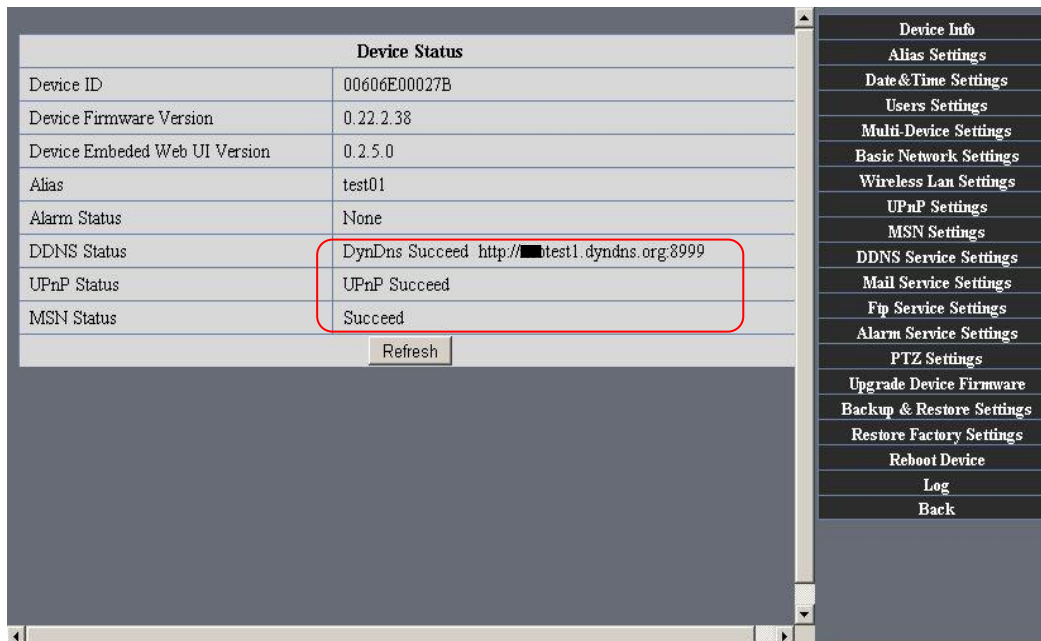 Device Status
Device ID 00606E00027B
Device Firmware Version 0.22.2.38
Device Embeded Web UI Version 0.2.5.0
Alias test01
Alarm Status None
DDNS Status DynDns Succeed http://test1.dyndns.org:8999
UPnP Status UPnP Succeed
MSN Status Succeed
Refresh
Device Info
Alias Settings
Date&Time Settings
Users Settings
Multi-Device Settings
Basic Network Settings
Wireless Lan Settings
UPnP Settings
MSN Settings
DDNS Service Settings
Mail Service Settings
Ftp Service Settings
Alarm Service Settings
PTZ Settings
Upgrade Device Firmware
Backup & Restore Settings
Restore Factory Settings
Reboot Device
Log
Back